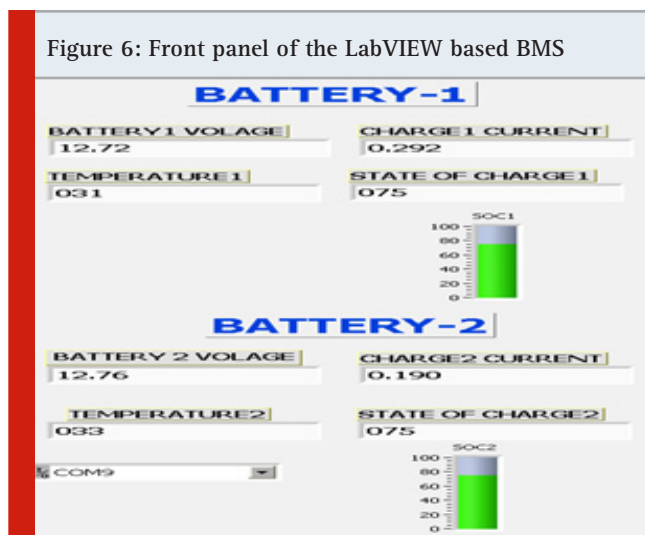 Figure 6: Front panel of the LabVIEW based BMS
BATTERY-1
BATTERY1 VOLAGE CHARGE1 CURRENT
12.72 0.292
TEMPERATURE1 STATE OF CHARGE1
031 075
SOC1
100
80
60
40
20
0
BATTERY-2
BATTERY 2 VOLAGE CHARGE2 CURRENT
12.76 0.190
TEMPERATURE2 STATE OF CHARGE2
033 075
SOC2
COM9
100
80
60
40
20
0